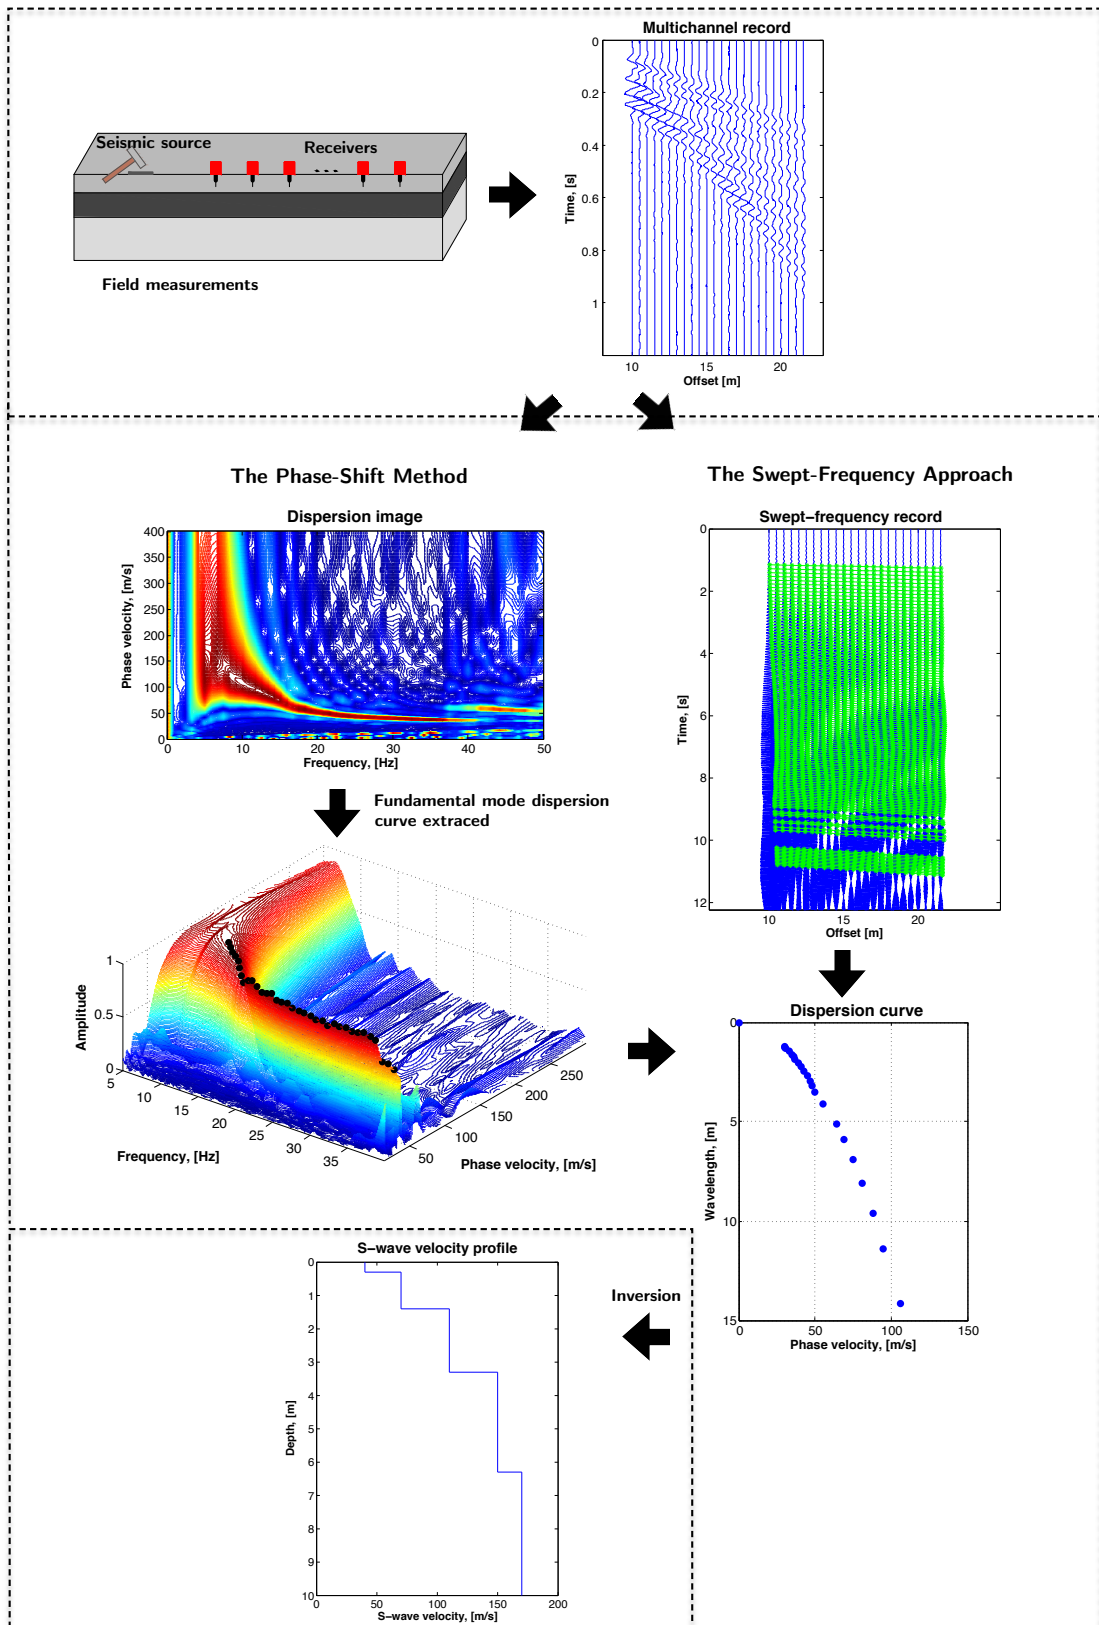 Multichannel record
0
0.2
0.4
0.6
0.8
1
Time, [s]
10 15 20
Offset [m]
Seismic source
Receivers
Field measurements
The Phase-Shift Method
Dispersion image
400
350
300
250
200
150
100
50
0
Phase velocity, [m/s]
0 10 20 30 40 50
Frequency, [Hz]
Fundamental mode dispersion
curve extraced
1
0.5
0
Amplitude
5 10 15 20 25 30 35
Frequency, [Hz]
50 100 150 200 250
Phase velocity, [m/s]
The Swept-Frequency Approach
Swept-frequency record
0
2
4
6
8
10
12
Time, [s]
10 15 20
Offset [m]
Dispersion curve
0
5
10
15
Wavelength, [m]
0 50 100 150
Phase velocity, [m/s]
Inversion
S-wave velocity profile
0
1
2
3
4
5
6
7
8
9
10
Depth, [m]
0 50 100 150 200
S-wave velocity, [m/s]